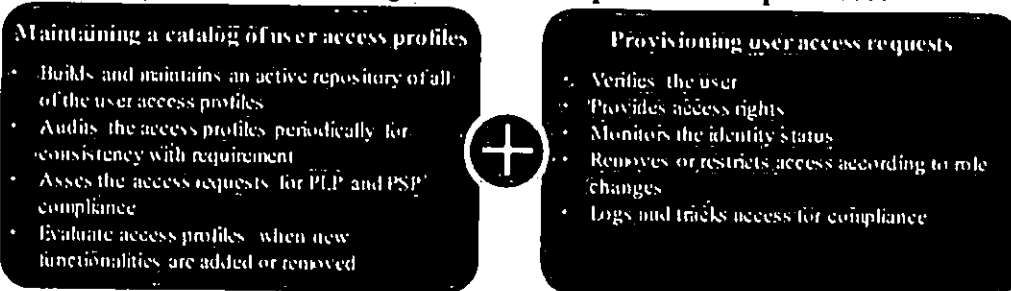 Maintaining a catalog of user access profiles
• Builds and maintains an active repository of all
of the user access profiles
• Audits the access profiles periodically for
consistency with requirement
• Asses the access requests for PLP and PSP
compliance
• Evaluate access profiles when new
functionalities are added or removed
Provisioning user access requests
• Verifies the user
• Provides access rights
• Monitors the identity status
• Removes or restricts access according to role
changes
• Logs and tracks access for compliance